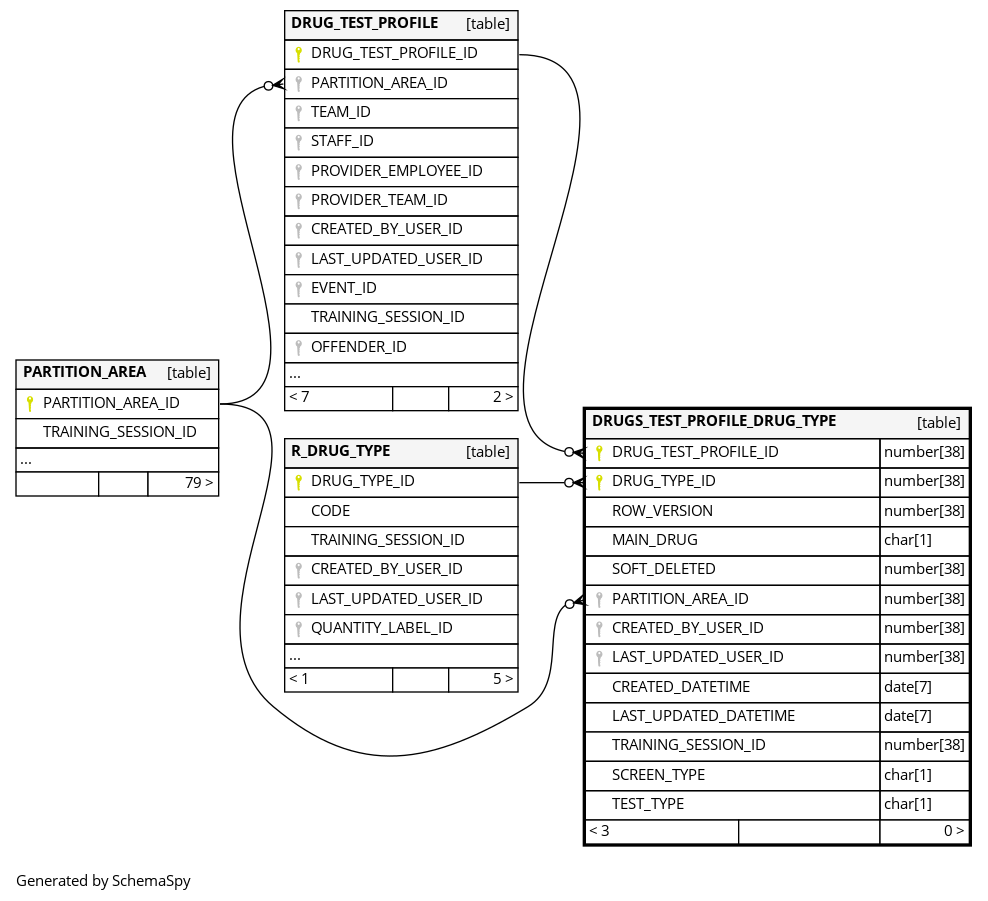 DRUG_TEST_PROFILE [table]
DRUG_TEST_PROFILE_ID
PARTITION_AREA_ID
TEAM_ID
STAFF_ID
PROVIDER_EMPLOYEE_ID
PROVIDER_TEAM_ID
CREATED_BY_USER_ID
LAST_UPDATED_USER_ID
EVENT_ID
TRAINING_SESSION_ID
OFFENDER_ID
...
< 7 2 >
PARTITION_AREA [table]
PARTITION_AREA_ID
TRAINING_SESSION_ID
...
79 >
R_DRUG_TYPE [table]
DRUG_TYPE_ID
CODE
TRAINING_SESSION_ID
CREATED_BY_USER_ID
LAST_UPDATED_USER_ID
QUANTITY_LABEL_ID
...
< 1 5 >
DRUGS_TEST_PROFILE_DRUG_TYPE [table]
DRUG_TEST_PROFILE_ID number[38]
DRUG_TYPE_ID number[38]
ROW_VERSION number[38]
MAIN_DRUG char[1]
SOFT_DELETED number[38]
PARTITION_AREA_ID number[38]
CREATED_BY_USER_ID number[38]
LAST_UPDATED_USER_ID number[38]
CREATED_DATETIME date[7]
LAST_UPDATED_DATETIME date[7]
TRAINING_SESSION_ID number[38]
SCREEN_TYPE char[1]
TEST_TYPE char[1]
< 3 0 >
Generated by SchemaSpy